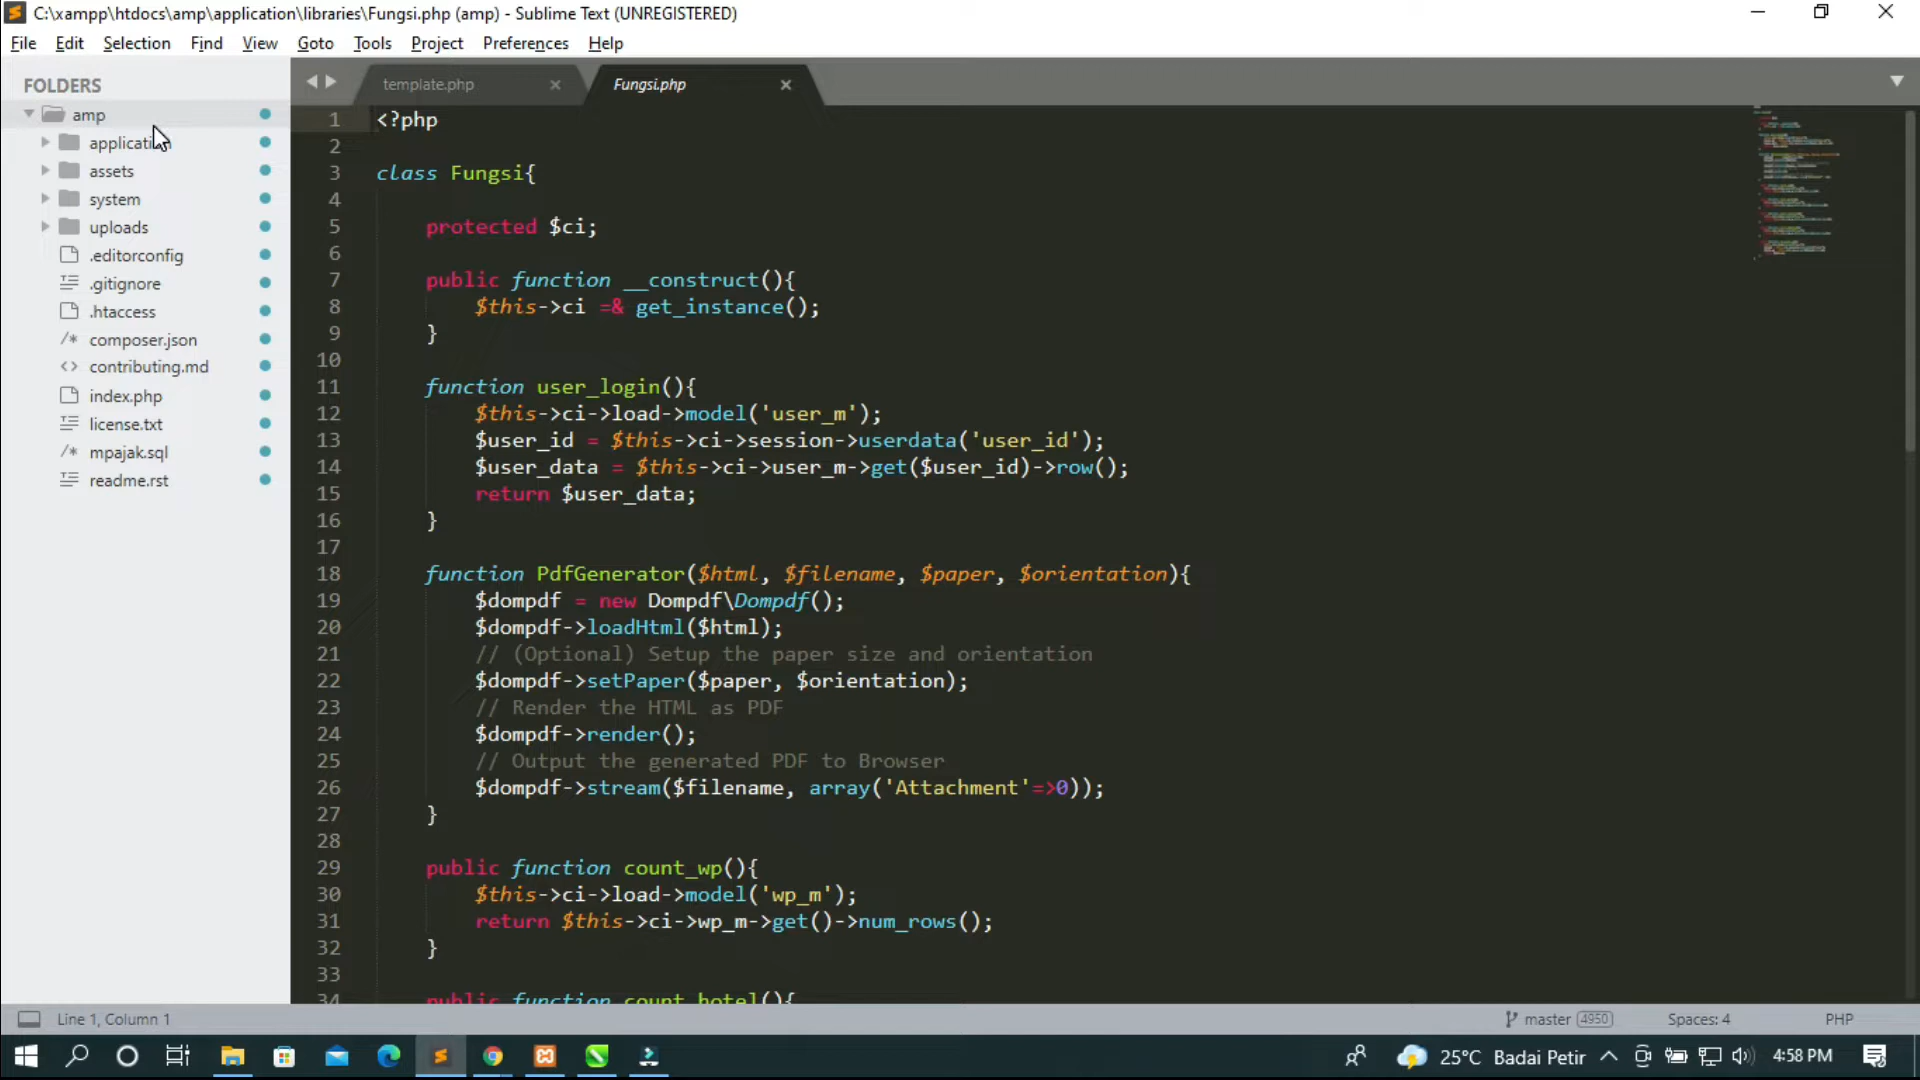 C:\xampp\htdocs\amp\application\libraries\Fungsi.php (amp) - Sublime Text (UNREGISTERED)
File Edit Selection Find View Goto Tools Project Preferences Help
FOLDERS
amp
assets
system
uploads
.editorconfig
.gitignore
.htaccess
composer.json
contributing.md
index.php
license.txt
mpajak.sql
readme.rst
template.php
Fungsi.php
1 <?php
2
3 class Fungsi{
4
5 protected $ci;
6
7 public function __construct(){
8 $this->ci =& get_instance();
9 }
10
11 function user_login(){
12 $this->ci->load->model('user_m');
13 $user_id = $this->ci->session->userdata('user_id');
14 $user_data = $this->ci->user_m->get($user_id)->row();
15 return $user_data;
16 }
17
18 function PdfGenerator($html, $filename, $paper, $orientation){
19 $dompdf = new Dompdf\Dompdf();
20 $dompdf->loadHtml($html);
21 // (Optional) Setup the paper size and orientation
22 $dompdf->setPaper($paper, $orientation);
23 // Render the HTML as PDF
24 $dompdf->render();
25 // Output the generated PDF to Browser
26 $dompdf->stream($filename, array('Attachment'=>0));
27 }
28
29 public function count_wp(){
30 $this->ci->load->model('wp_m');
31 return $this->ci->wp_m->get()->num_rows();
32 }
33
34 public function count_hotel(){
Line 1, Column 1
master 4950
Spaces: 4
PHP
25°C Badai Petir
4:58 PM